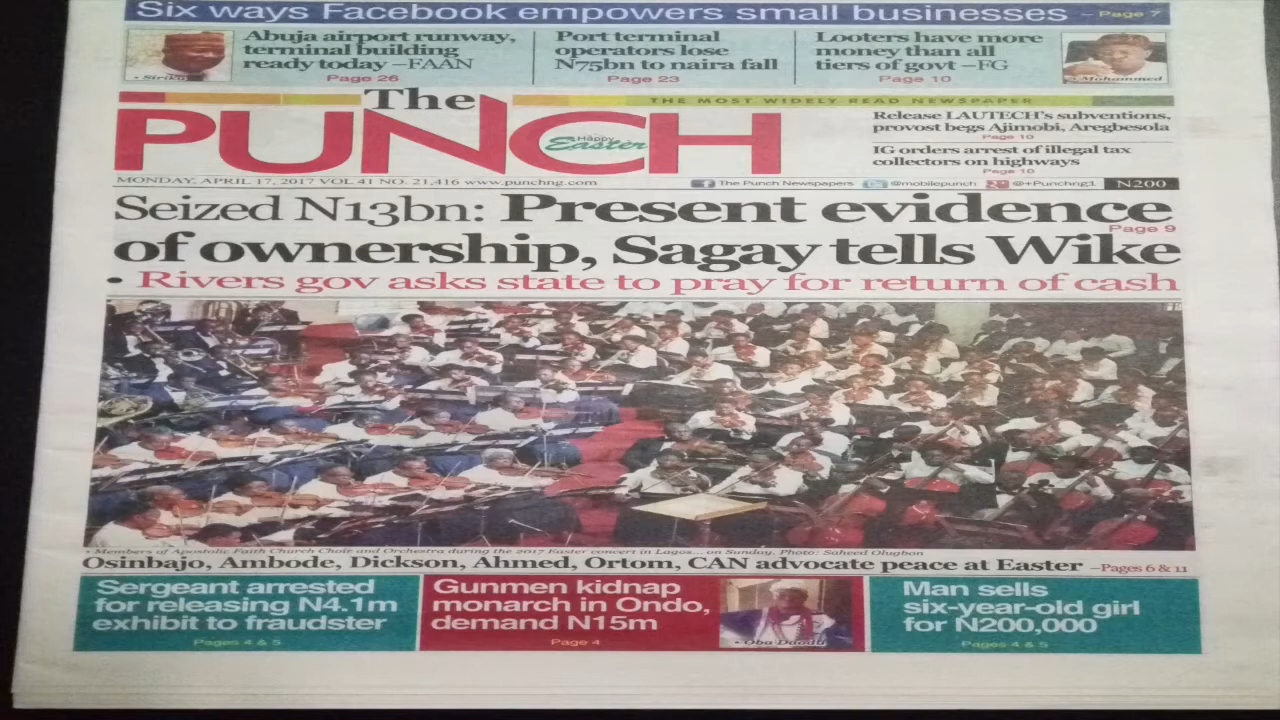 Six ways Facebook empowers small businesses – Page 7
• Sirika
Abuja airport runway,
terminal building
ready today –FAAN
Page 26
Port terminal
operators lose
N75bn to naira fall
Page 23
Looters have more
money than all
tiers of govt –FG
Page 10
• Mohammed
The
PUNCH
Happy
Easter
THE MOST WIDELY READ NEWSPAPER
Release LAUTECH's subventions,
provost begs Ajimobi, Aregbesola
Page 10
IG orders arrest of illegal tax
collectors on highways
Page 10
MONDAY, APRIL 17, 2017 VOL 41 NO. 21,416 www.punchng.com
The Punch Newspapers @mobilepunch @+Punchng1 N200
Seized N13bn: Present evidence
Page 9
of ownership, Sagay tells Wike
• Rivers gov asks state to pray for return of cash
• Members of Apostolic Faith Church Choir and Orchestra during the 2017 Easter concert in Lagos... on Sunday. Photo: Saheed Olugbon
Osinbajo, Ambode, Dickson, Ahmed, Ortom, CAN advocate peace at Easter –Pages 6 & 11
Sergeant arrested
for releasing N4.1m
exhibit to fraudster
Pages 4 & 5
Gunmen kidnap
monarch in Ondo,
demand N15m
Page 4
• Oba Daodu
Man sells
six-year-old girl
for ₦200,000
Pages 4 & 5